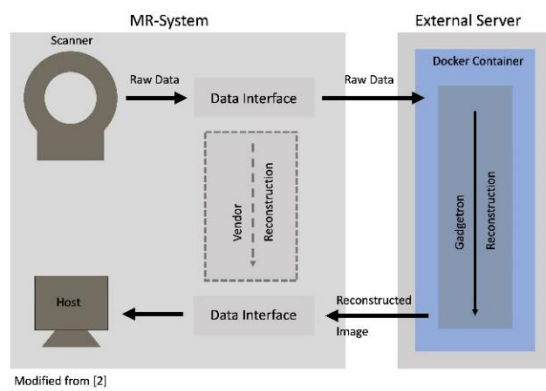 MR-System
External Server
Scanner
Docker Container
Raw Data
Raw Data
Data Interface
Vendor
Reconstruction
Gadgetron
Reconstruction
Host
Data Interface
Reconstructed
Image
Modified from [2]